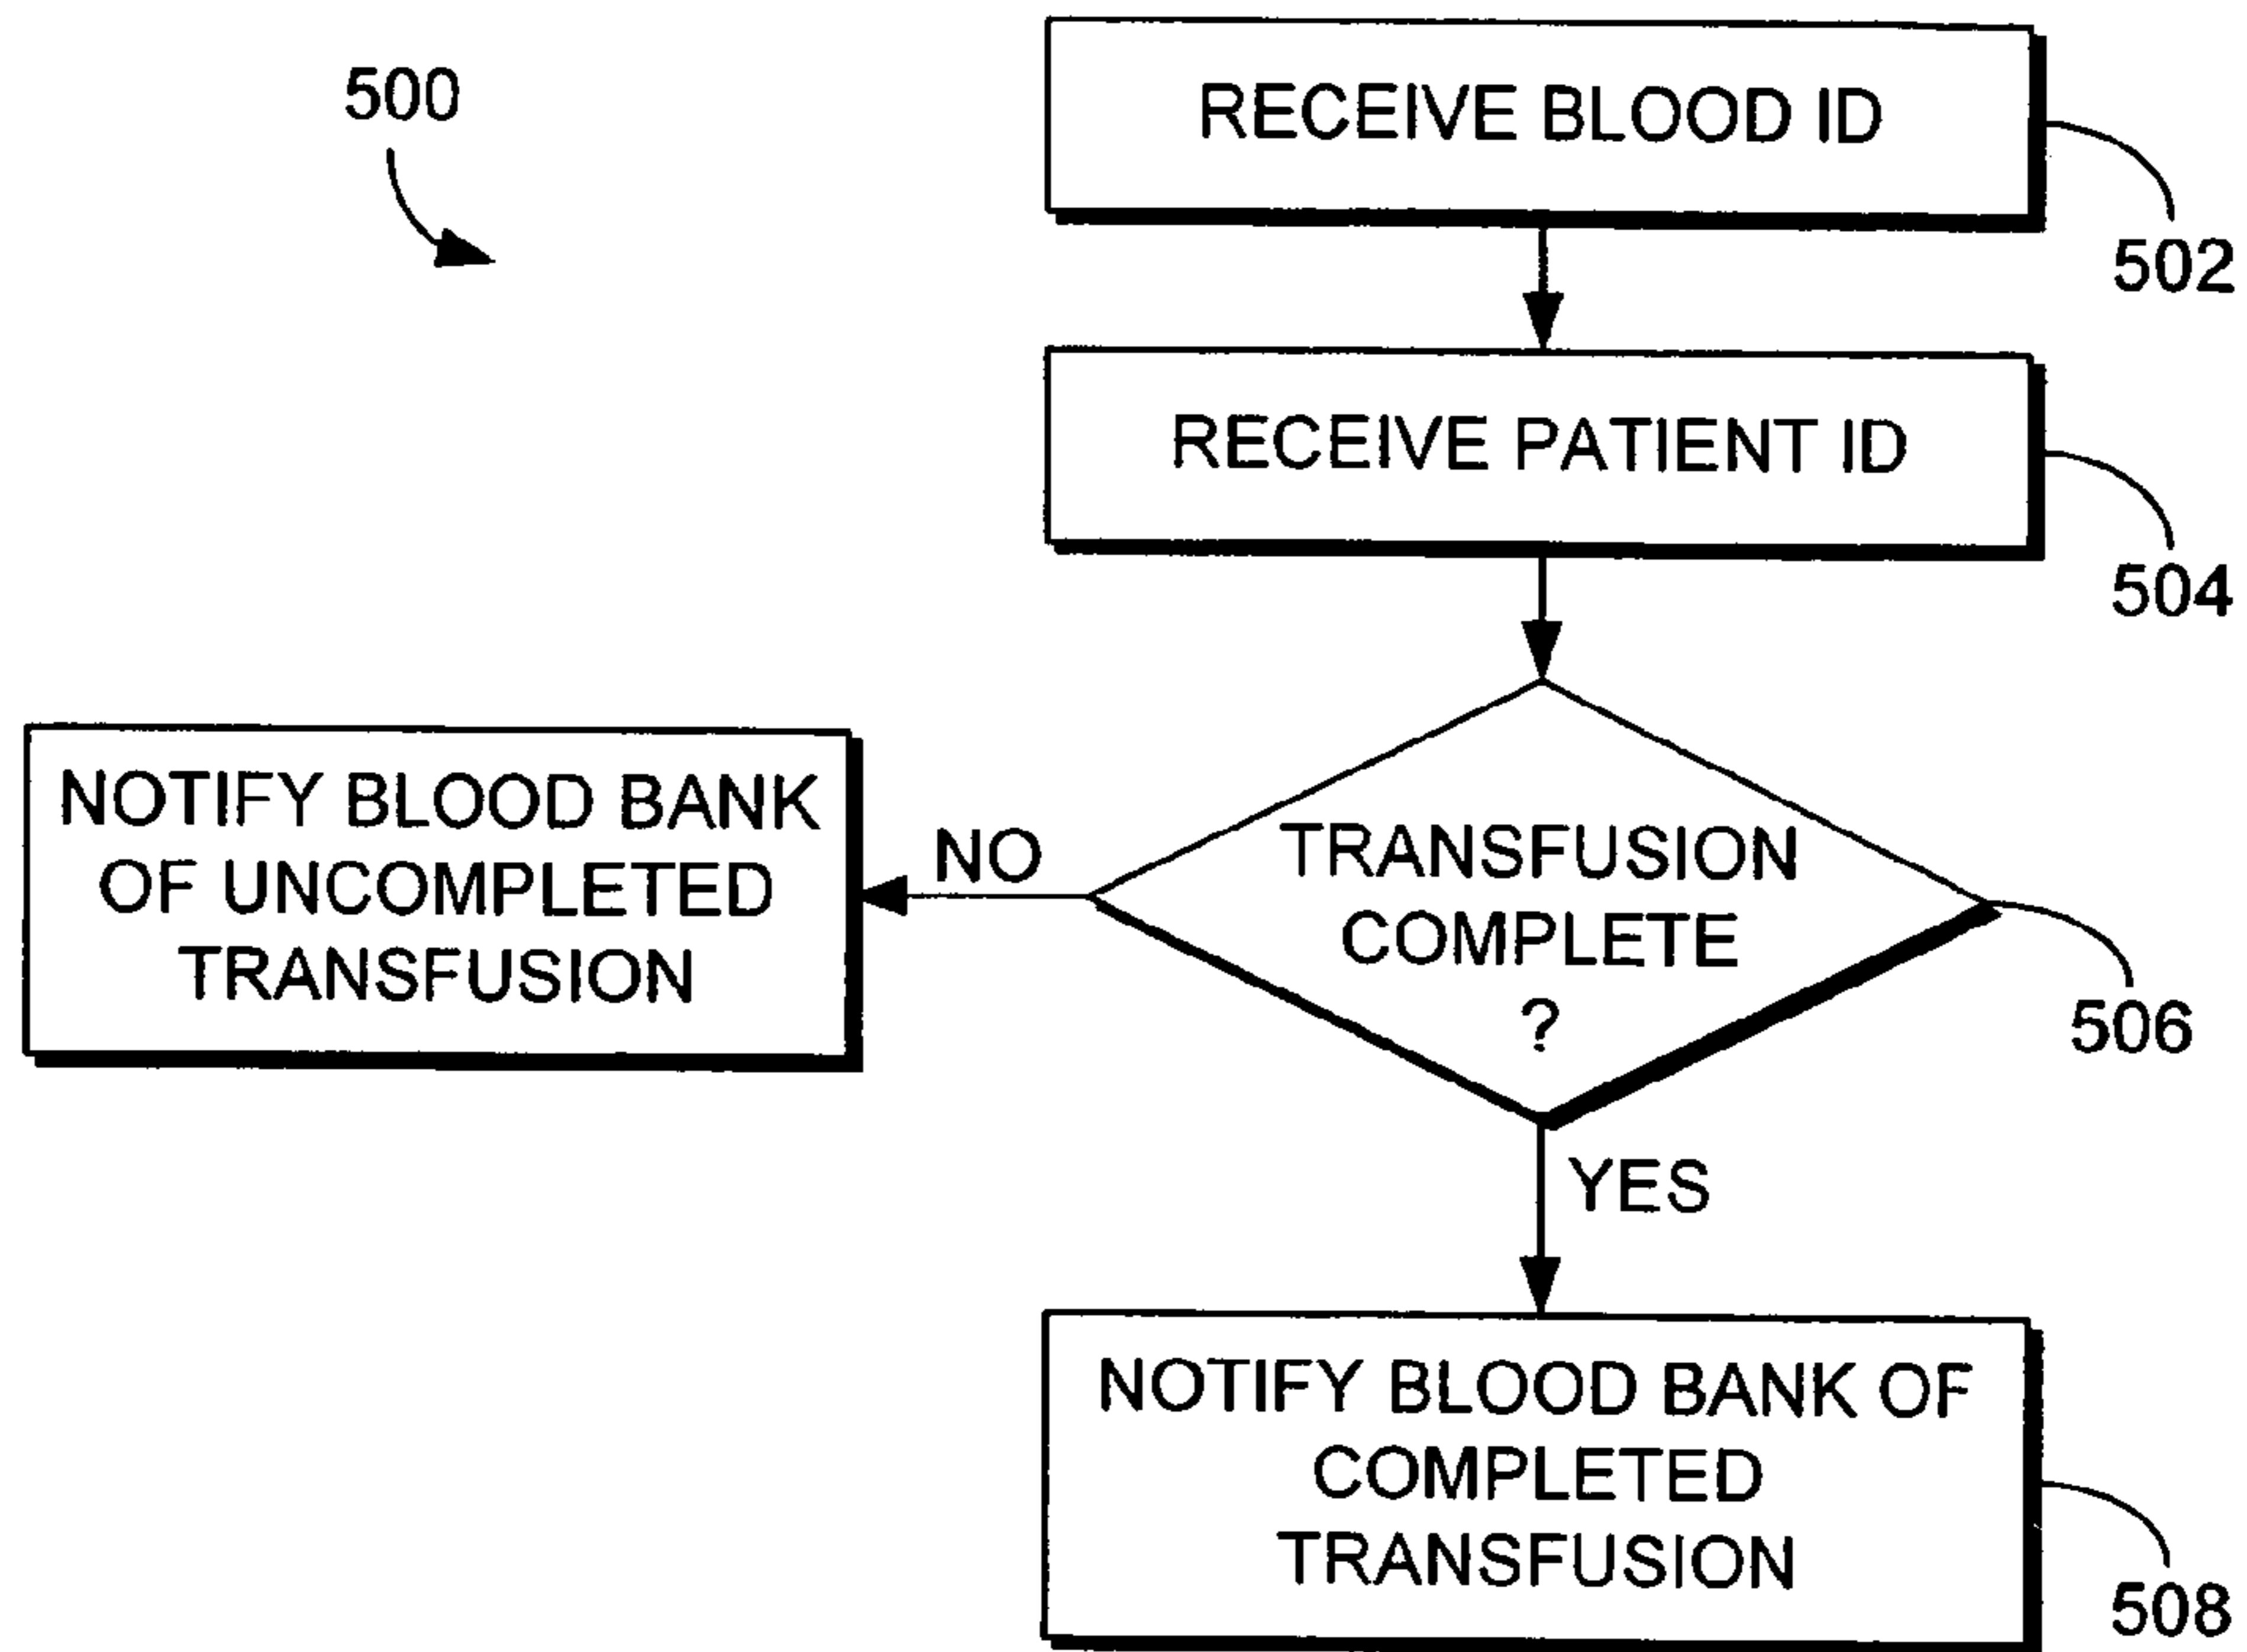 500
RECEIVE BLOOD ID
502
RECEIVE PATIENT ID
504
TRANSFUSION
COMPLETE
?
506
NO
NOTIFY BLOOD BANK
OF UNCOMPLETED
TRANSFUSION
YES
NOTIFY BLOOD BANK OF
COMPLETED
TRANSFUSION
508